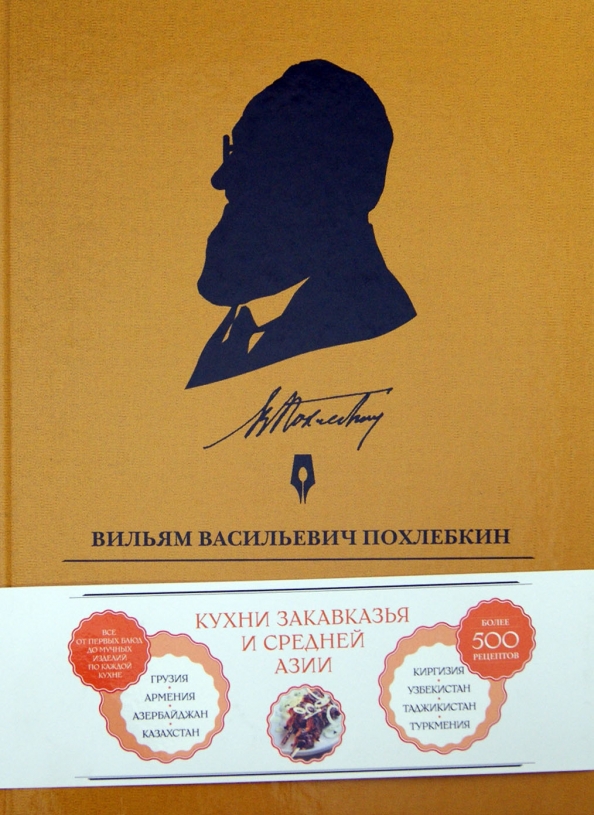 ВИЛЬЯМ ВАСИЛЬЕВИЧ ПОХЛЕБКИН
КУХНИ ЗАКАВКАЗЬЯ
И СРЕДНЕЙ
АЗИИ
ВСЕ
ОТ ПЕРВЫХ БЛЮД
ДО МУЧНЫХ
ИЗДЕЛИЙ
ПО КАЖДОЙ
КУХНЕ
ГРУЗИЯ
АРМЕНИЯ
АЗЕРБАЙДЖАН
КАЗАХСТАН
БОЛЕЕ
500
РЕЦЕПТОВ
КИРГИЗИЯ
УЗБЕКИСТАН
ТАДЖИКИСТАН
ТУРКМЕНИЯ